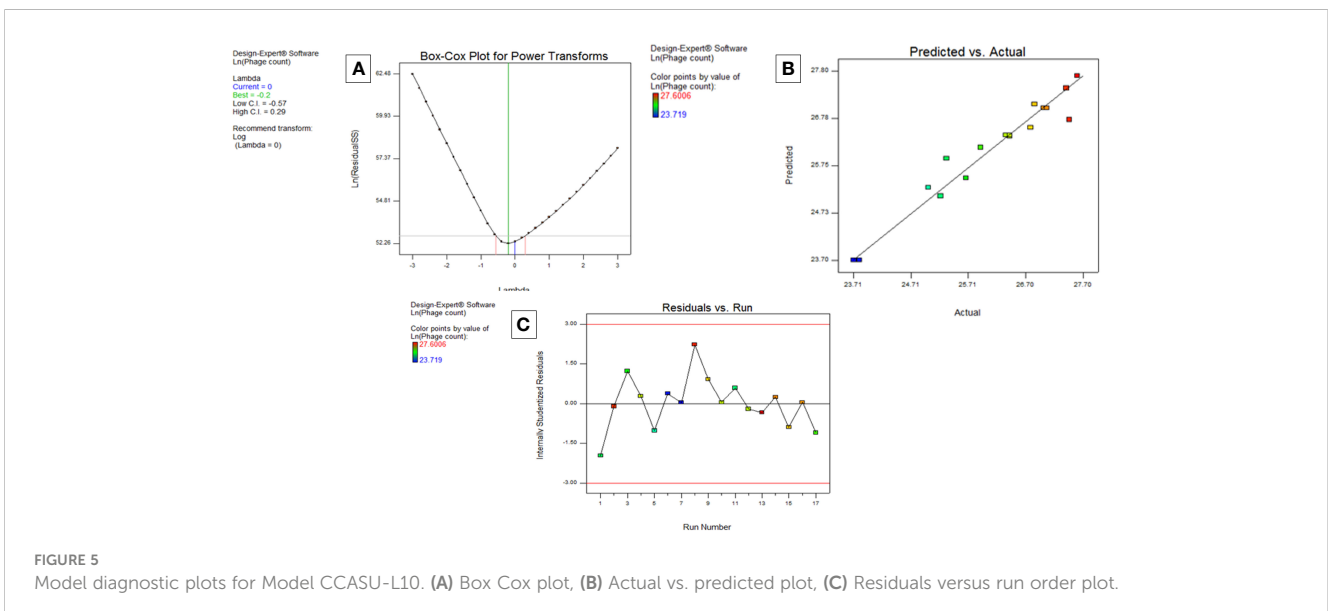 Design-Expert® Software
Ln(Phage count)
Lambda
Current = 0
Best = -0.2
Low C.I. = -0.57
High C.I. = 0.29
Recommend transform:
Log
(Lambda = 0)
A
Box-Cox Plot for Power Transforms
Ln(ResidualSS)
62.48
59.93
57.37
54.81
52.26
-3
-2
-1
0
1
2
3
Lambda
Design-Expert® Software
Ln(Phage count)
Color points by value of
Ln(Phage count):
27.6006
23.719
B
Predicted vs. Actual
Predicted
27.80
26.78
25.75
24.73
23.70
23.71
24.71
25.71
26.70
27.70
Actual
Design-Expert® Software
Ln(Phage count)
Color points by value of
Ln(Phage count):
27.6006
23.719
C
Residuals vs. Run
Internally Studentized Residuals
3.00
1.50
0.00
-1.50
-3.00
1
3
5
7
9
11
13
15
17
Run Number
FIGURE 5
Model diagnostic plots for Model CCASU-L10. (A) Box Cox plot, (B) Actual vs. predicted plot, (C) Residuals versus run order plot.